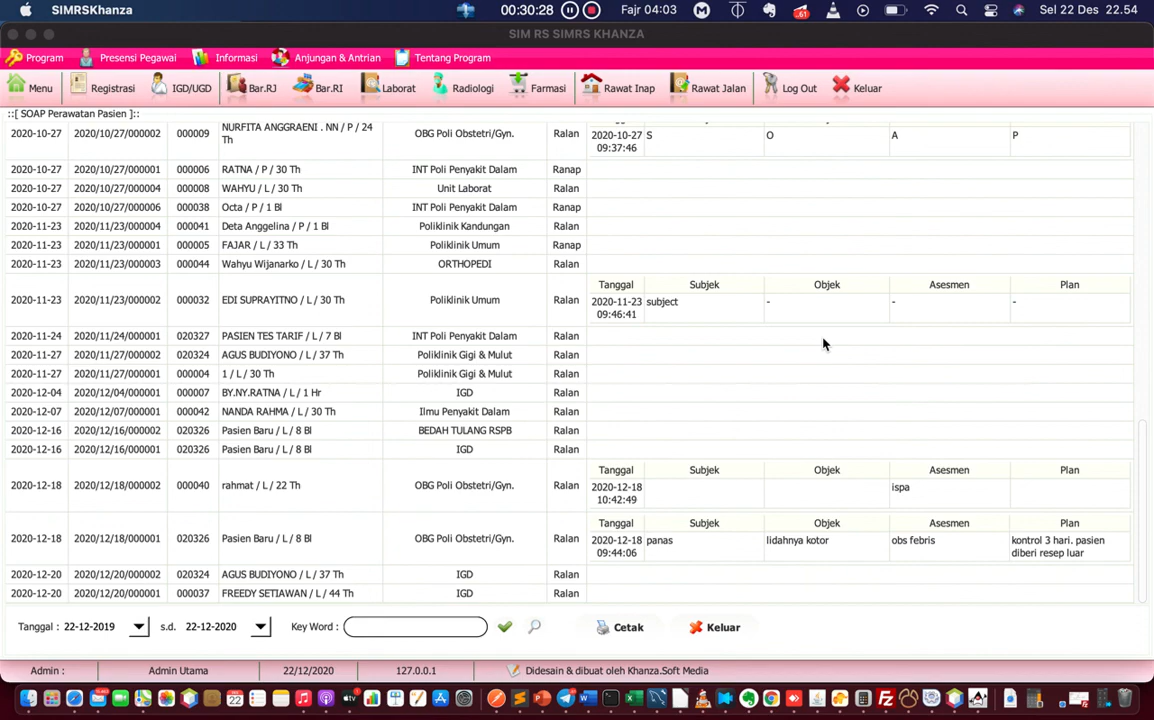 SIMRSKhanza 00:30:28 Fajr 04:03 61 Sel 22 Des 22.54
SIM RS SIMRS KHANZA
Program Presensi Pegawai Informasi Anjungan & Antrian Tentang Program
Menu Registrasi IGD/UGD Bar.RJ Bar.RI Laborat Radiologi Farmasi Rawat Inap Rawat Jalan Log Out Keluar
::[ SOAP Perawatan Pasien ]::
2020-10-27 2020/10/27/000002 000009 NURFITA ANGGRAENI . NN / P / 24 Th OBG Poli Obstetri/Gyn. Ralan 2020-10-27 09:37:46 S O A P
2020-10-27 2020/10/27/000001 000006 RATNA / P / 30 Th INT Poli Penyakit Dalam Ranap
2020-10-27 2020/10/27/000004 000008 WAHYU / L / 30 Th Unit Laborat Ralan
2020-10-27 2020/10/27/000006 000038 Octa / P / 1 Bl INT Poli Penyakit Dalam Ranap
2020-11-23 2020/11/23/000004 000041 Deta Anggelina / P / 1 Bl Poliklinik Kandungan Ralan
2020-11-23 2020/11/23/000001 000005 FAJAR / L / 33 Th Poliklinik Umum Ranap
2020-11-23 2020/11/23/000003 000044 Wahyu Wijanarko / L / 30 Th ORTHOPEDI Ralan
Tanggal Subjek Objek Asesmen Plan
2020-11-23 2020/11/23/000002 000032 EDI SUPRAYITNO / L / 30 Th Poliklinik Umum Ralan 2020-11-23 09:46:41 subject - - -
2020-11-24 2020/11/24/000001 020327 PASIEN TES TARIF / L / 7 Bl INT Poli Penyakit Dalam Ralan
2020-11-27 2020/11/27/000002 020324 AGUS BUDIYONO / L / 37 Th Poliklinik Gigi & Mulut Ralan
2020-11-27 2020/11/27/000001 000004 1 / L / 30 Th Poliklinik Gigi & Mulut Ralan
2020-12-04 2020/12/04/000001 000007 BY.NY.RATNA / L / 1 Hr IGD Ralan
2020-12-07 2020/12/07/000001 000042 NANDA RAHMA / L / 30 Th Ilmu Penyakit Dalam Ralan
2020-12-16 2020/12/16/000002 020326 Pasien Baru / L / 8 Bl BEDAH TULANG RSPB Ralan
2020-12-16 2020/12/16/000001 020326 Pasien Baru / L / 8 Bl IGD Ralan
Tanggal Subjek Objek Asesmen Plan
2020-12-18 2020/12/18/000002 000040 rahmat / L / 22 Th OBG Poli Obstetri/Gyn. Ralan 2020-12-18 10:42:49 ispa
Tanggal Subjek Objek Asesmen Plan
2020-12-18 2020/12/18/000001 020326 Pasien Baru / L / 8 Bl OBG Poli Obstetri/Gyn. Ralan 2020-12-18 09:44:06 panas lidahnya kotor obs febris kontrol 3 hari. pasien diberi resep luar
2020-12-20 2020/12/20/000002 020324 AGUS BUDIYONO / L / 37 Th IGD Ralan
2020-12-20 2020/12/20/000001 000037 FREEDY SETIAWAN / L / 44 Th IGD Ralan
Tanggal : 22-12-2019 s.d. 22-12-2020 Key Word : Cetak Keluar
Admin : Admin Utama 22/12/2020 127.0.0.1 Didesain & dibuat oleh Khanza.Soft Media